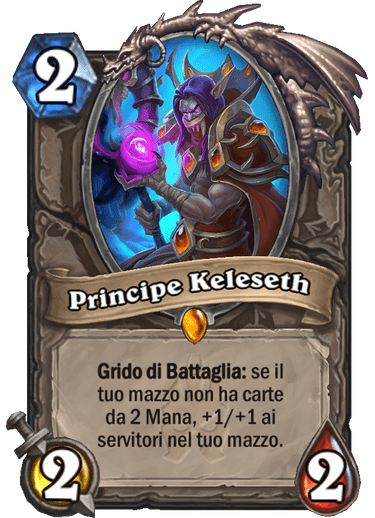 2
Principe Keleseth
Grido di Battaglia: se il
tuo mazzo non ha carte
da 2 Mana, +1/+1 ai
servitori nel tuo mazzo.
2
2